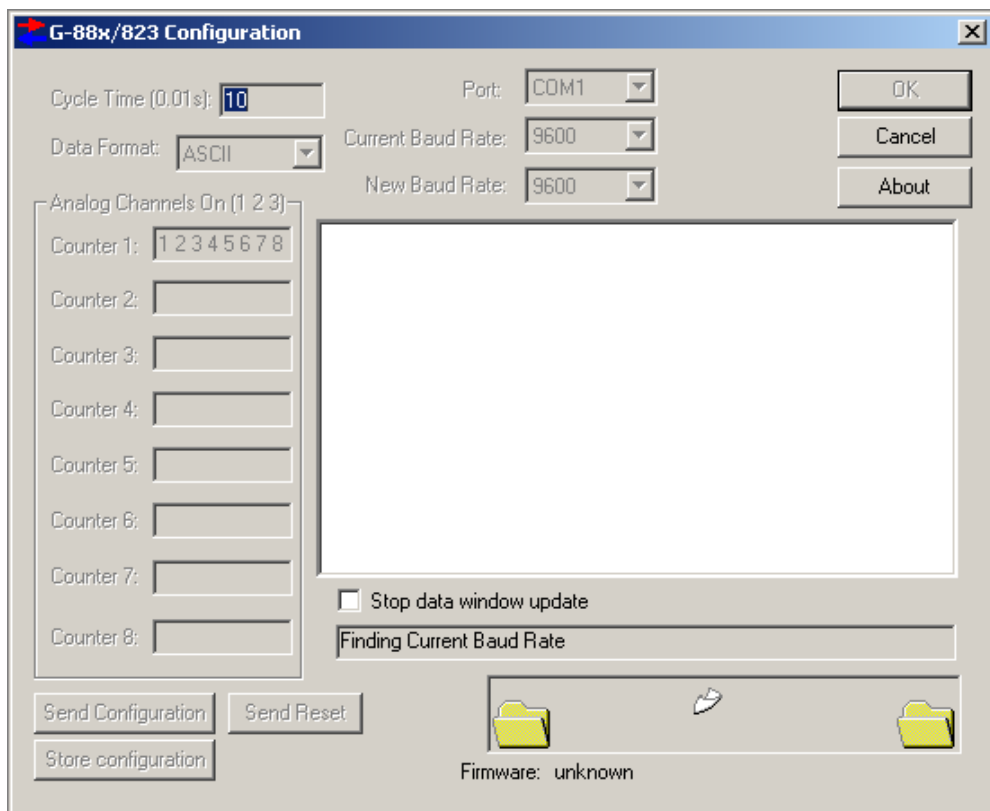 G-88x/823 Configuration
Cycle Time (0.01s): 10
Data Format: ASCII
Port: COM1
Current Baud Rate: 9600
New Baud Rate: 9600
OK
Cancel
About
Analog Channels On (1 2 3)
Counter 1: 1 2 3 4 5 6 7 8
Counter 2:
Counter 3:
Counter 4:
Counter 5:
Counter 6:
Counter 7:
Counter 8:
Stop data window update
Finding Current Baud Rate
Send Configuration
Send Reset
Store configuration
Firmware: unknown